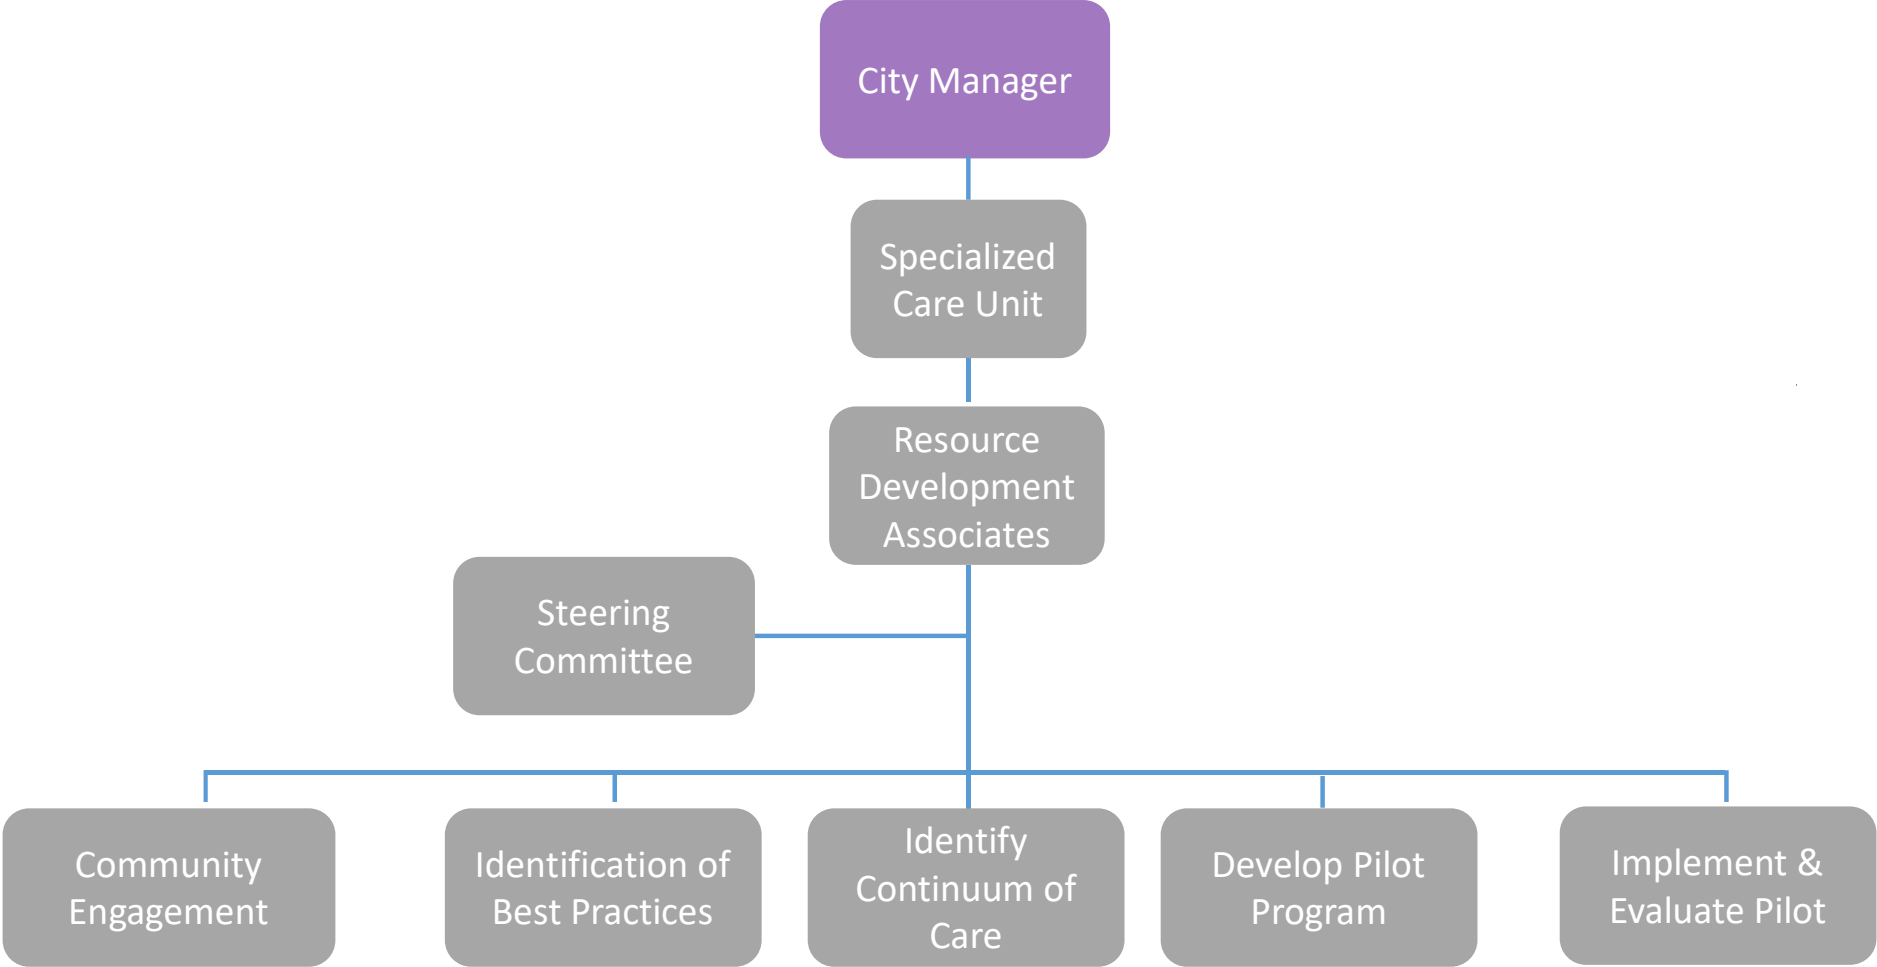 City Manager
Specialized
Care Unit
Resource
Development
Associates
Steering
Committee
Community
Engagement
Identification of
Best Practices
Identify
Continuum of
Care
Develop Pilot
Program
Implement &
Evaluate Pilot